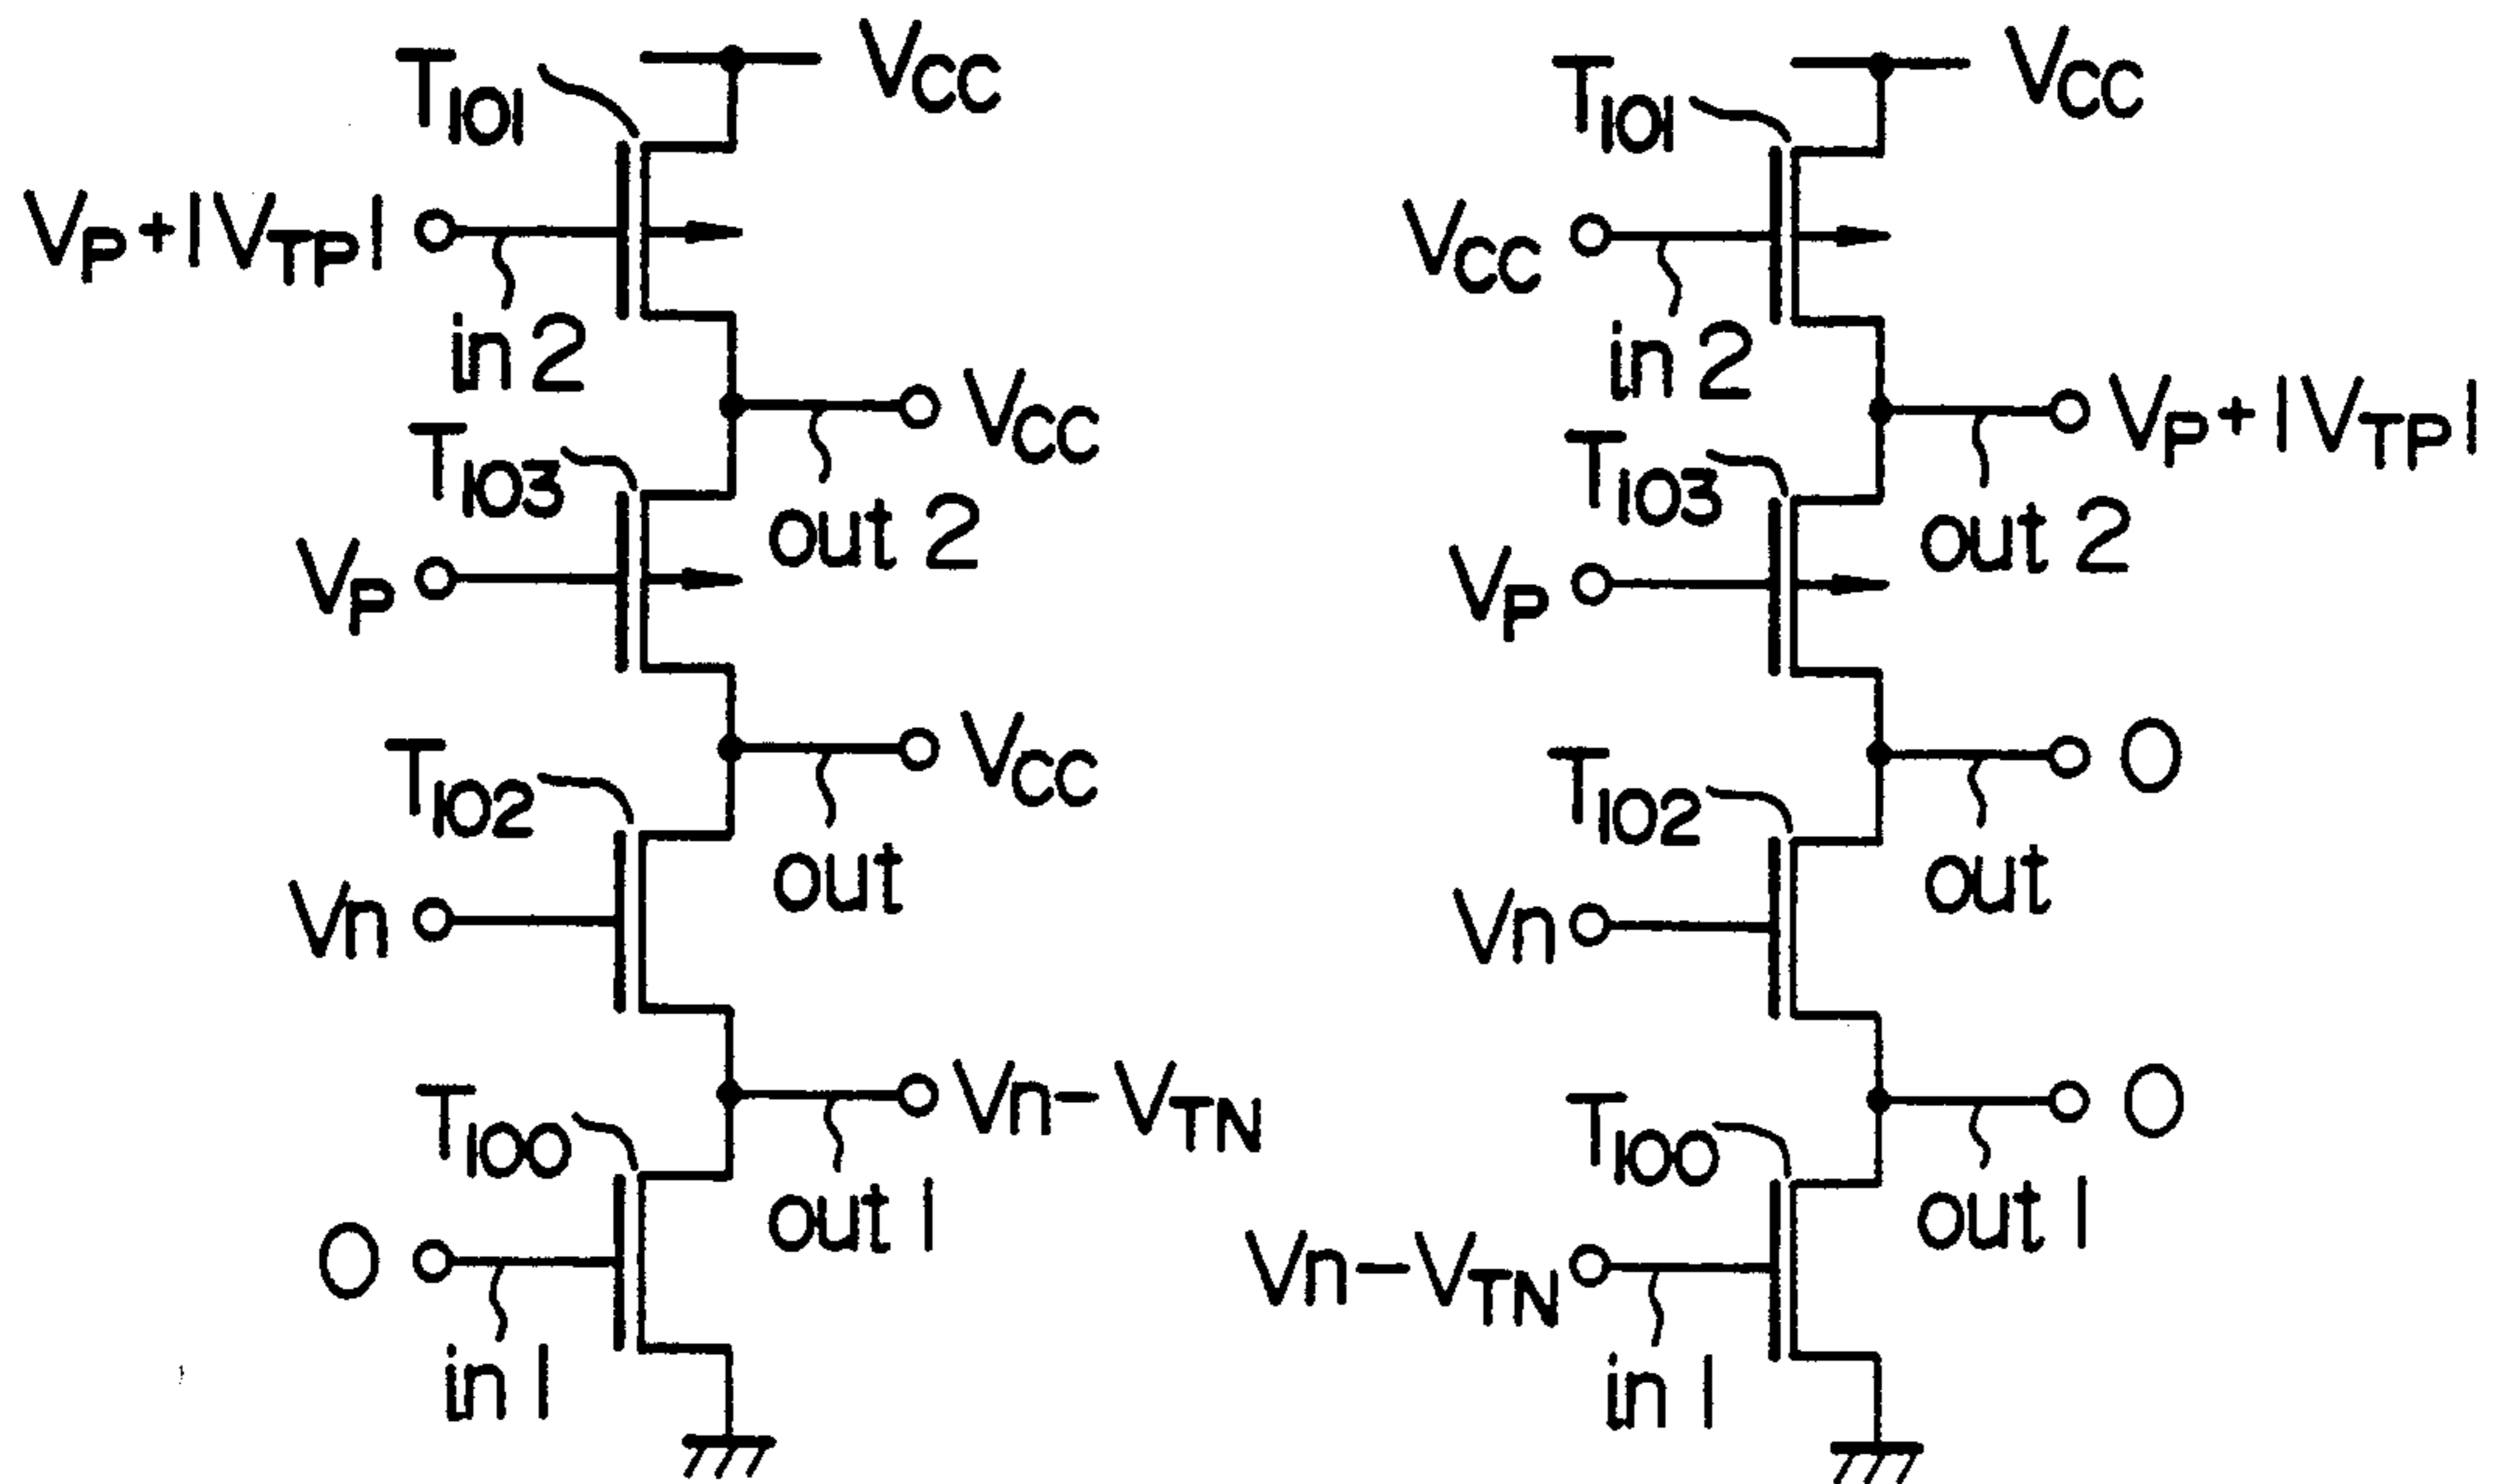 T101
VCC
VP+|VTP|
in 2
VCC
T103
out 2
VP
VCC
T102
out
Vn
Vn-VTN
T100
out 1
0
in 1
T101
VCC
VCC
in 2
VP+|VTP|
T103
out 2
VP
0
T102
out
Vn
0
T100
out 1
Vn-VTN
in 1